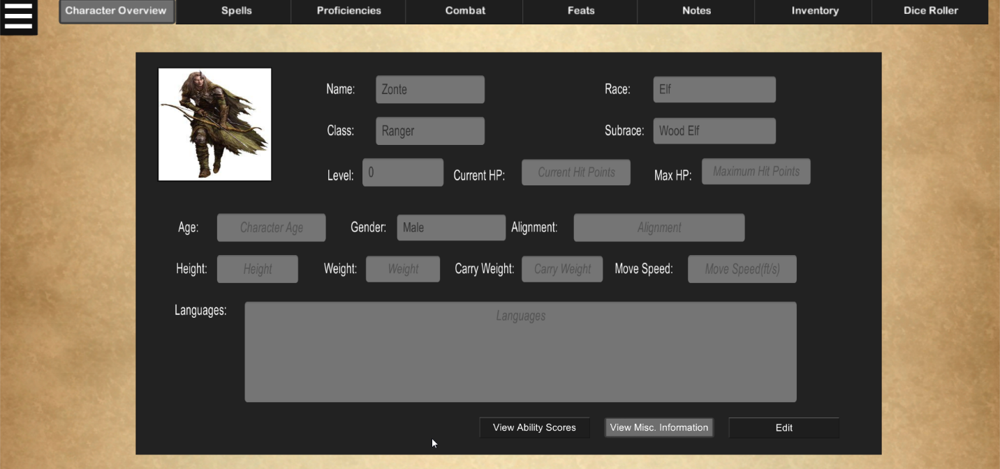 Character Overview Spells Proficiencies Combat Feats Notes Inventory Dice Roller
Name: Zonte Race: Elf
Class: Ranger Subrace: Wood Elf
Level: 0 Current HP: Current Hit Points Max HP: Maximum Hit Points
Age: Character Age Gender: Male Alignment: Alignment
Height: Height Weight: Weight Carry Weight: Carry Weight Move Speed: Move Speed(ft/s)
Languages: Languages
View Ability Scores View Misc. Information Edit